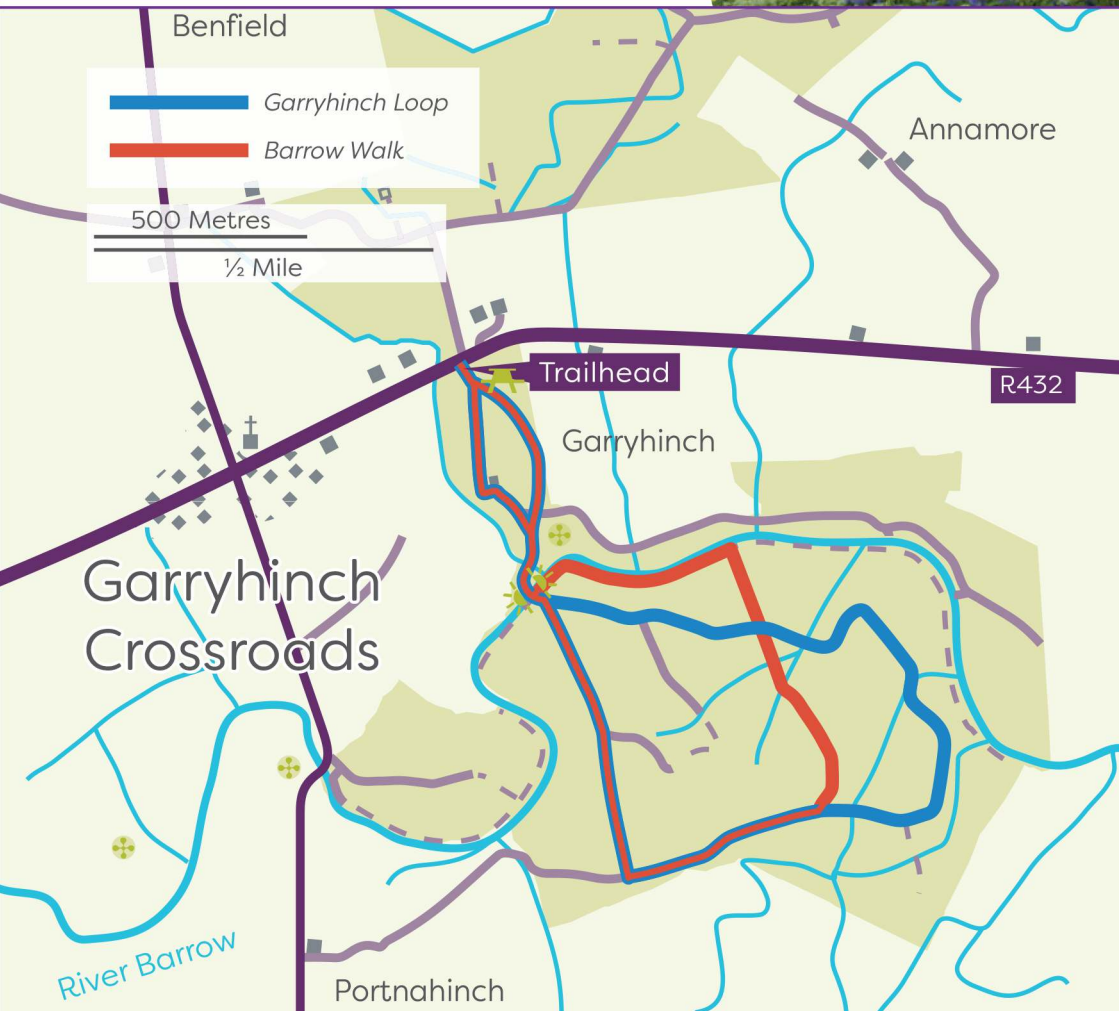 Benfield
Garryhinch Loop
Barrow Walk
Annamore
500 Metres
½ Mile
Trailhead
R432
Garryhinch
Garryhinch
Crossroads
River Barrow
Portnahinch